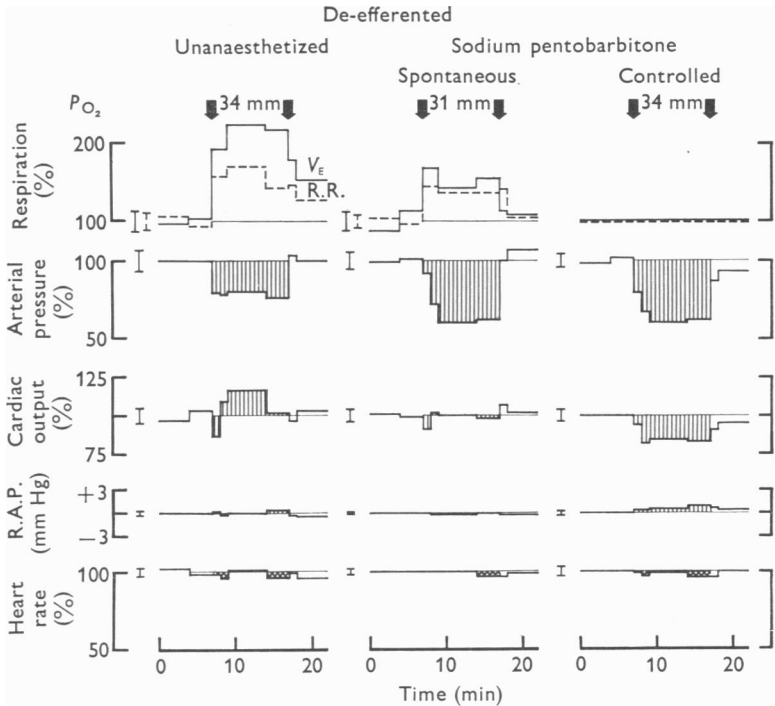 De-efferented
Unanaesthetized
Sodium pentobarbitone
Spontaneous
Controlled
PO₂
34 mm
31 mm
34 mm
Respiration
(%)
200
100
VE
R.R.
Arterial
pressure
(%)
100
50
Cardiac
output
(%)
125
75
R.A.P.
(mm Hg)
+3
−3
Heart
rate
(%)
100
50
0 10 20 0 10 20 0 10 20
Time (min)